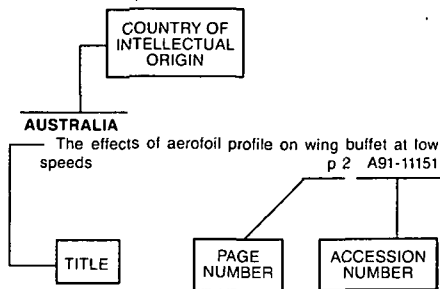 COUNTRY OF
INTELLECTUAL
ORIGIN
AUSTRALIA
The effects of aerofoil profile on wing buffet at low
speeds
p 2 A91-11151
TITLE
PAGE
NUMBER
ACCESSION
NUMBER